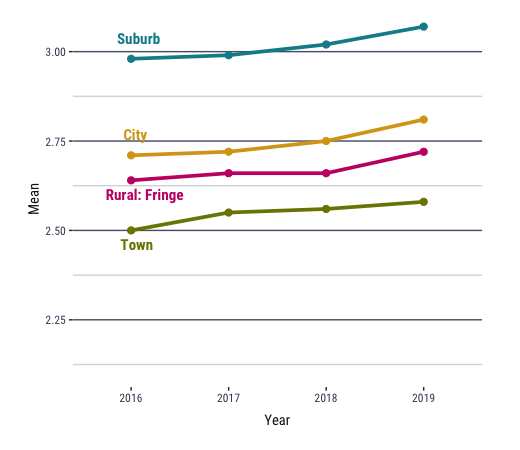 Suburb
3.00
City
2.75
Rural: Fringe
Mean
2.50
Town
2.25
2016 2017 2018 2019
Year